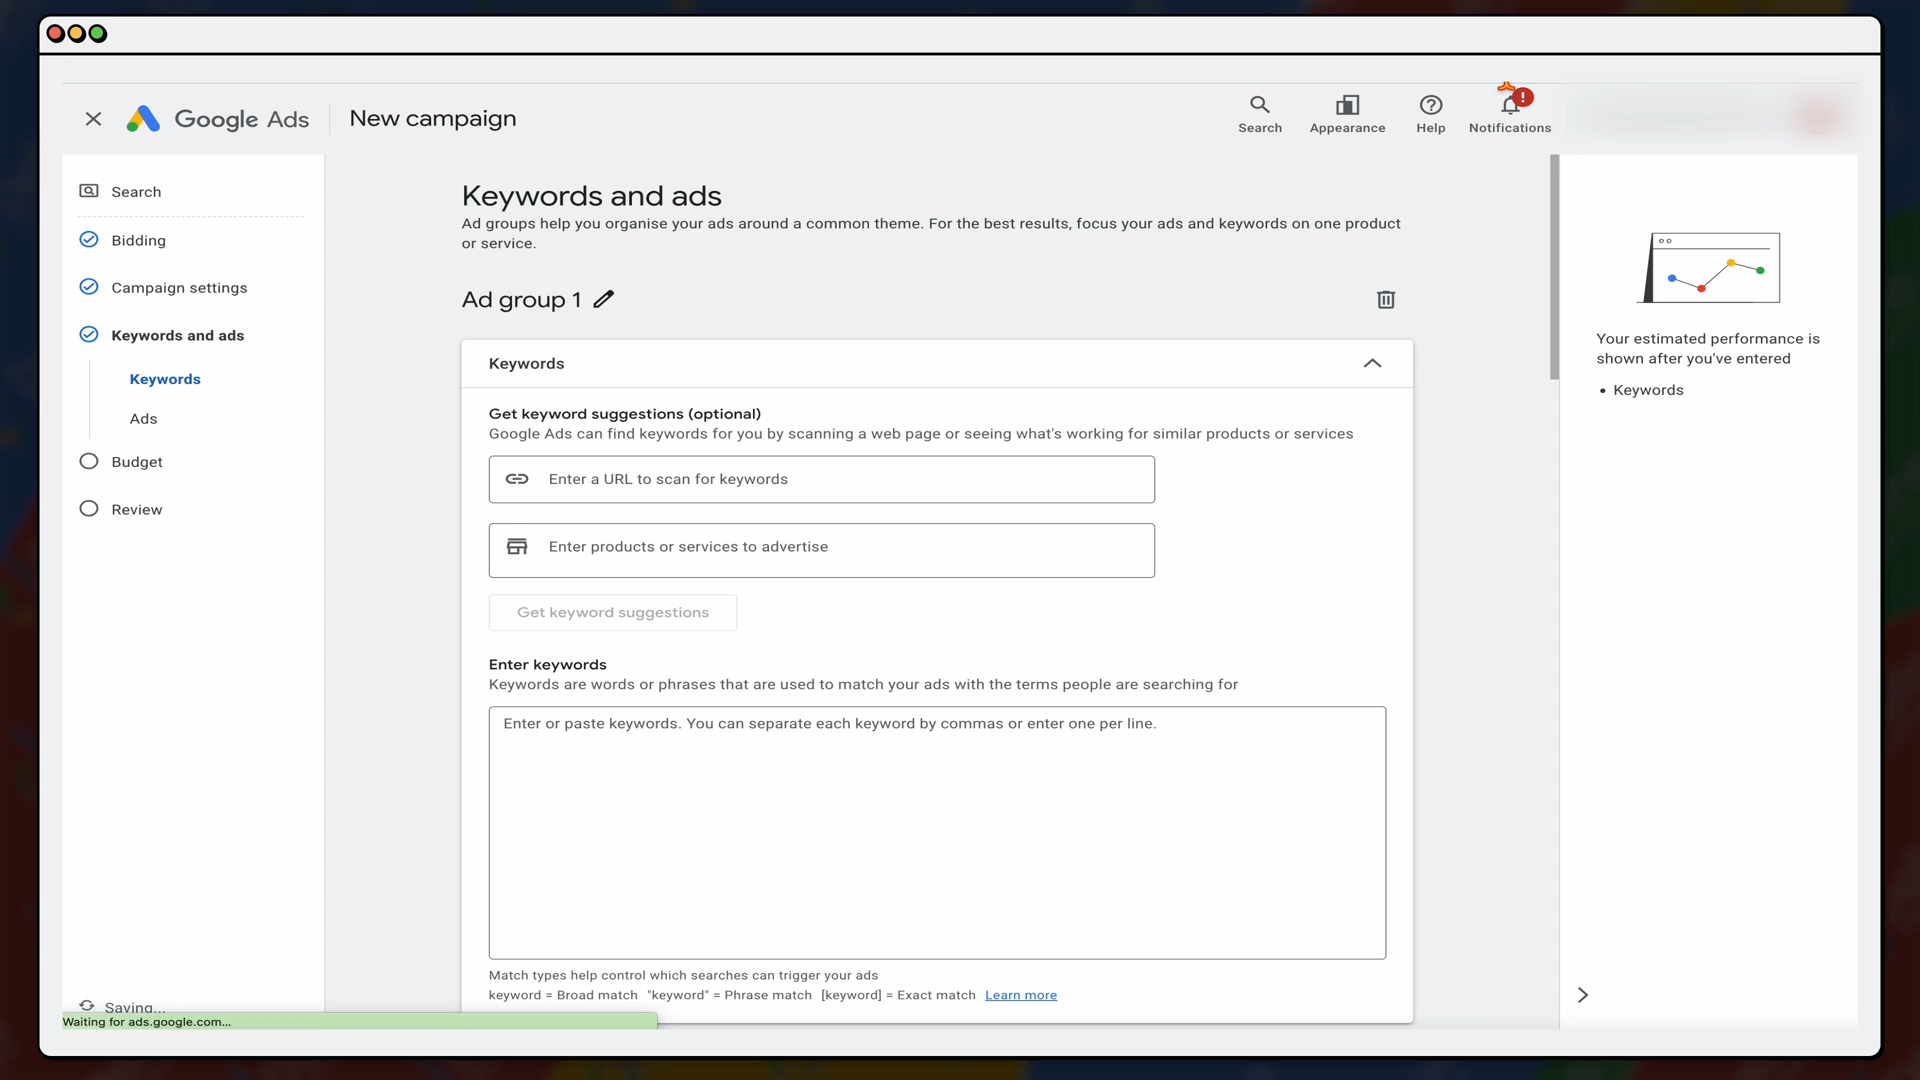 Google Ads
New campaign
Search
Appearance
Help
!
Notifications
Search
Bidding
Campaign settings
Keywords and ads
Keywords
Ads
Budget
Review
Saving...
Waiting for ads.google.com...
Keywords and ads
Ad groups help you organise your ads around a common theme. For the best results, focus your ads and keywords on one product
or service.
Ad group 1
Keywords
Get keyword suggestions (optional)
Google Ads can find keywords for you by scanning a web page or seeing what's working for similar products or services
Enter a URL to scan for keywords
Enter products or services to advertise
Get keyword suggestions
Enter keywords
Keywords are words or phrases that are used to match your ads with the terms people are searching for
Enter or paste keywords. You can separate each keyword by commas or enter one per line.
Match types help control which searches can trigger your ads
keyword = Broad match "keyword" = Phrase match [keyword] = Exact match Learn more
Your estimated performance is
shown after you've entered
• Keywords